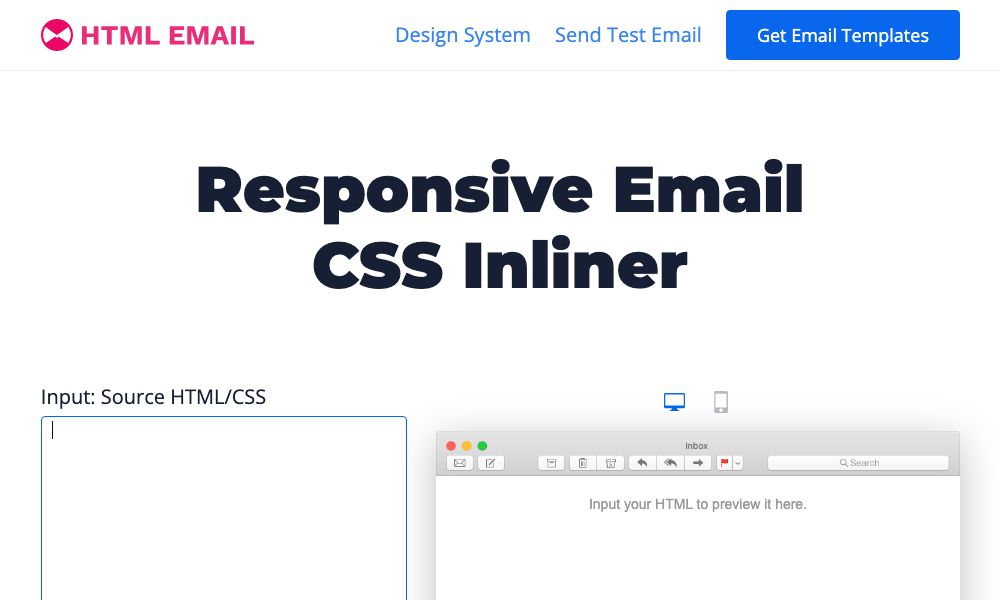 HTML EMAIL
Design System
Send Test Email
Get Email Templates
Responsive Email
CSS Inliner
Input: Source HTML/CSS
Inbox
Search
Input your HTML to preview it here.